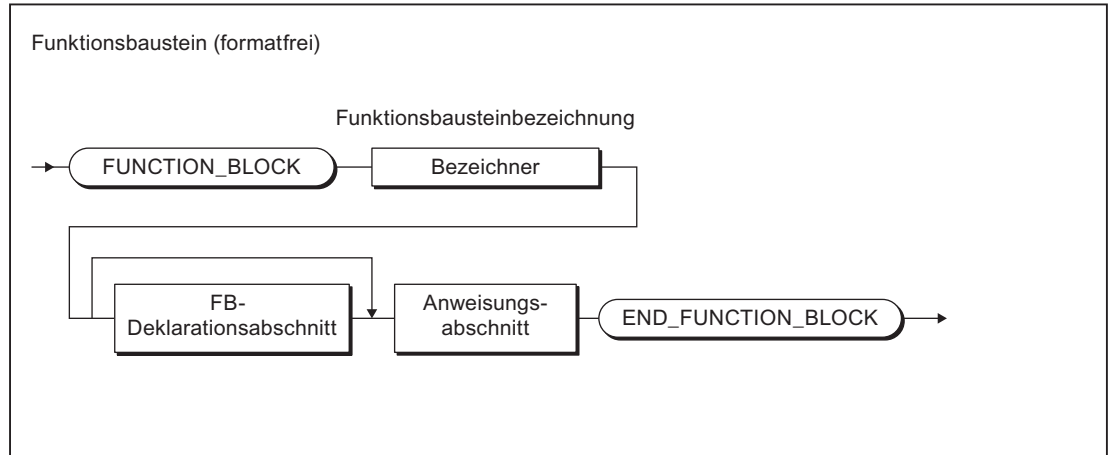 Funktionsbaustein (formatfrei)
Funktionsbausteinbezeichnung
FUNCTION_BLOCK
Bezeichner
FB-
Deklarationsabschnitt
Anweisungs-
abschnitt
END_FUNCTION_BLOCK